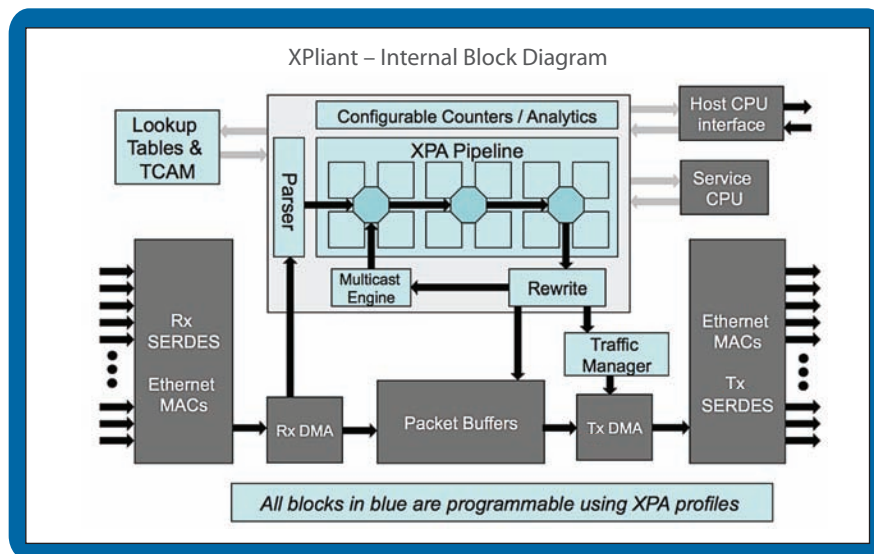 XPliant – Internal Block Diagram
Configurable Counters / Analytics
Lookup
Tables &
TCAM
Host CPU
interface
XPA Pipeline
Parser
Service
CPU
Multicast
Engine
Rewrite
Rx
SERDES
Ethernet
MACs
Traffic
Manager
Ethernet
MACs
Tx
SERDES
Rx DMA
Packet Buffers
Tx DMA
All blocks in blue are programmable using XPA profiles